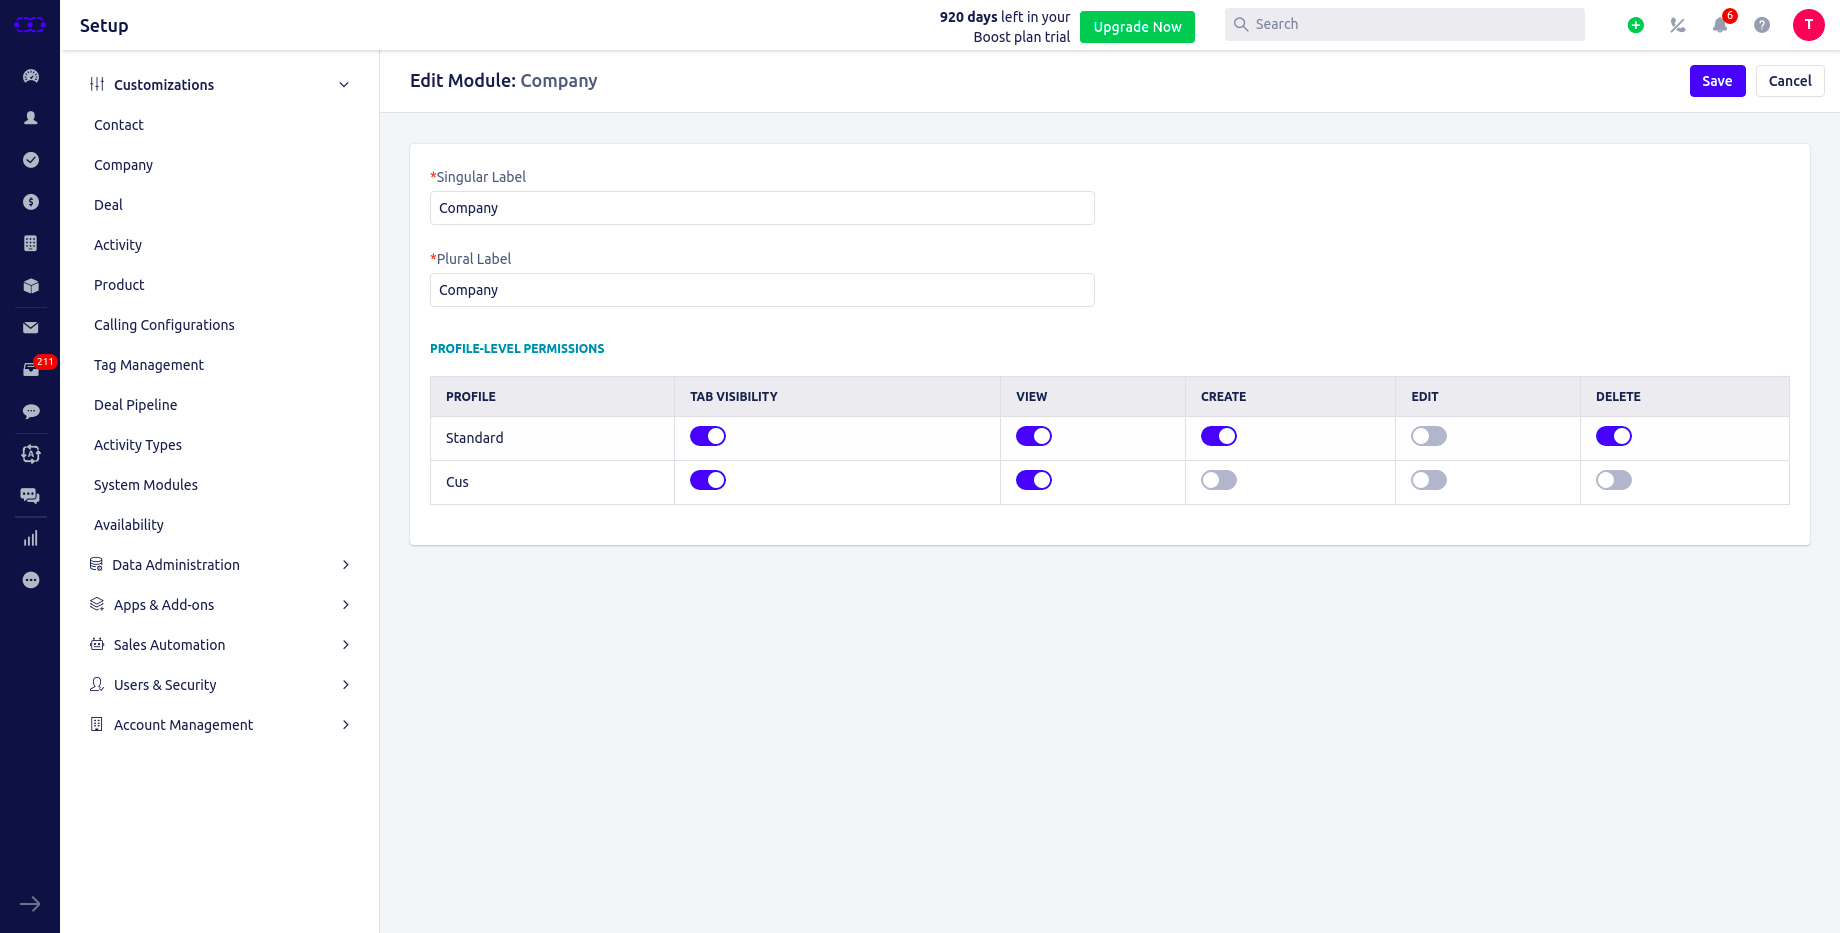 Setup
920 days left in your
Boost plan trial
Upgrade Now
Search
6
?
T
211
Customizations
Contact
Company
Deal
Activity
Product
Calling Configurations
Tag Management
Deal Pipeline
Activity Types
System Modules
Availability
Data Administration
Apps & Add-ons
Sales Automation
Users & Security
Account Management
Edit Module: Company
Save
Cancel
*Singular Label
Company
*Plural Label
Company
PROFILE-LEVEL PERMISSIONS
PROFILE TAB VISIBILITY VIEW CREATE EDIT DELETE
Standard
Cus